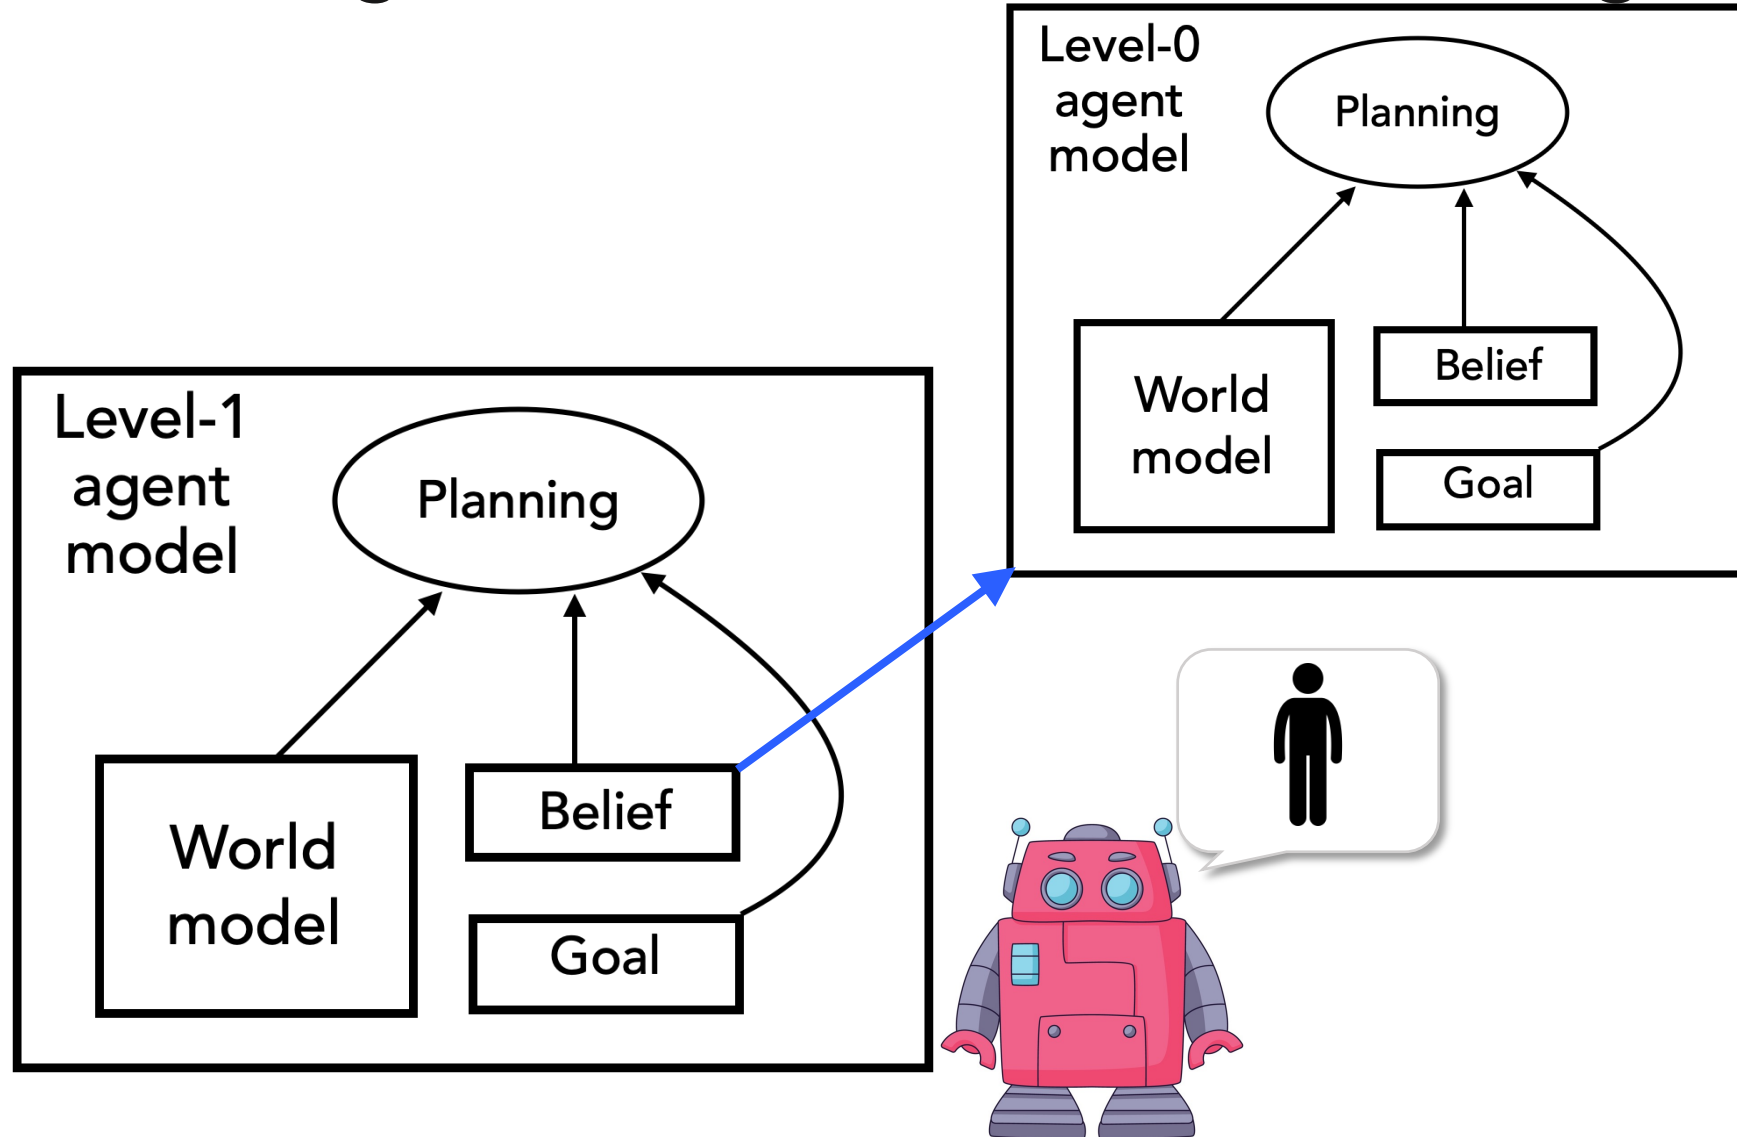 Level-0
agent
model
Planning
World
model
Belief
Goal
Level-1
agent
model
Planning
World
model
Belief
Goal